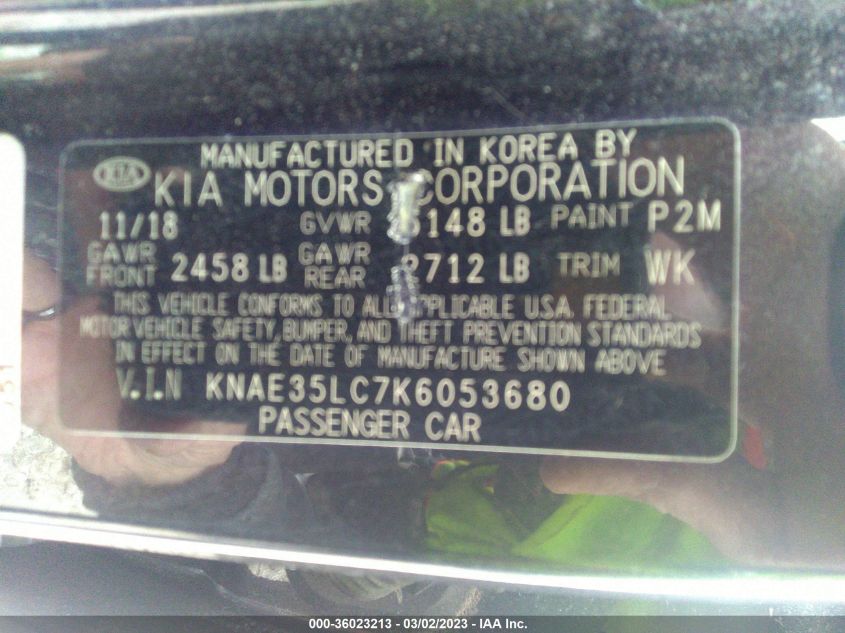 MANUFACTURED IN KOREA BY
KIA KIA MOTORS CORPORATION
11/18 GVWR 5148 LB PAINT P2M
GAWR FRONT 2458 LB GAWR REAR 2712 LB TRIM WK
THIS VEHICLE CONFORMS TO ALL APPLICABLE U.S.A. FEDERAL
MOTOR VEHICLE SAFETY, BUMPER, AND THEFT PREVENTION STANDARDS
IN EFFECT ON THE DATE OF MANUFACTURE SHOWN ABOVE
V.I.N KNAE35LC7K6053680
PASSENGER CAR
000-36023213 - 03/02/2023 - IAA Inc.